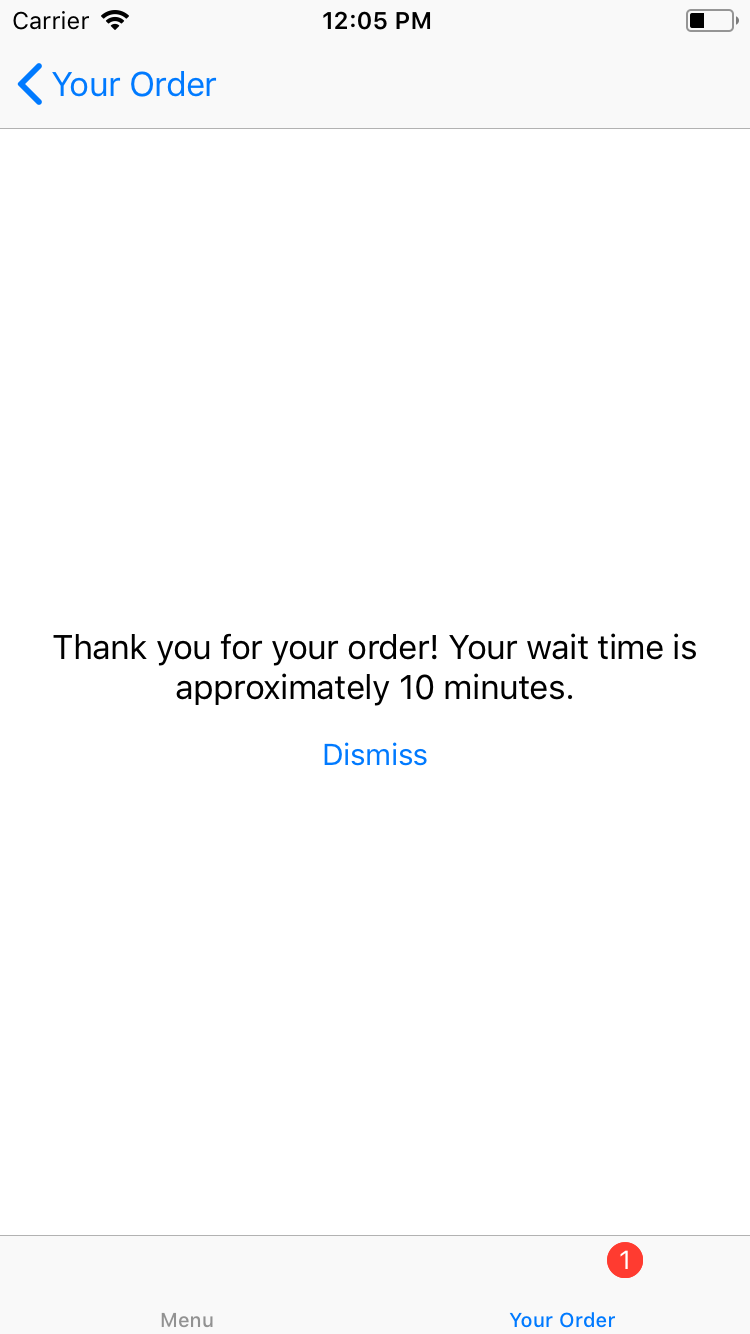 Carrier 12:05 PM
Your Order
Thank you for your order! Your wait time is
approximately 10 minutes.
Dismiss
1
Menu Your Order